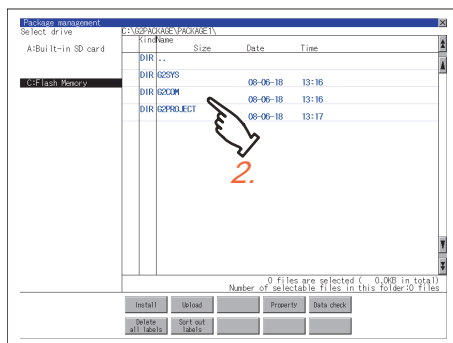 Package management
Select drive
C:\G2PACKAGE\PACKAGE1\
A:Built-in SD card
C:Flash Memory
Kind Name
Size Date Time
DIR ..
DIR G2SYS
08-06-18 13:16
DIR G2COM
08-06-18 13:16
DIR G2PROJECT
08-06-18 13:17
2.
0 files are selected ( 0.0KB in total)
Number of selectable files in this folder:0 files
Install Upload Property Data check
Delete all labels
Sort out labels